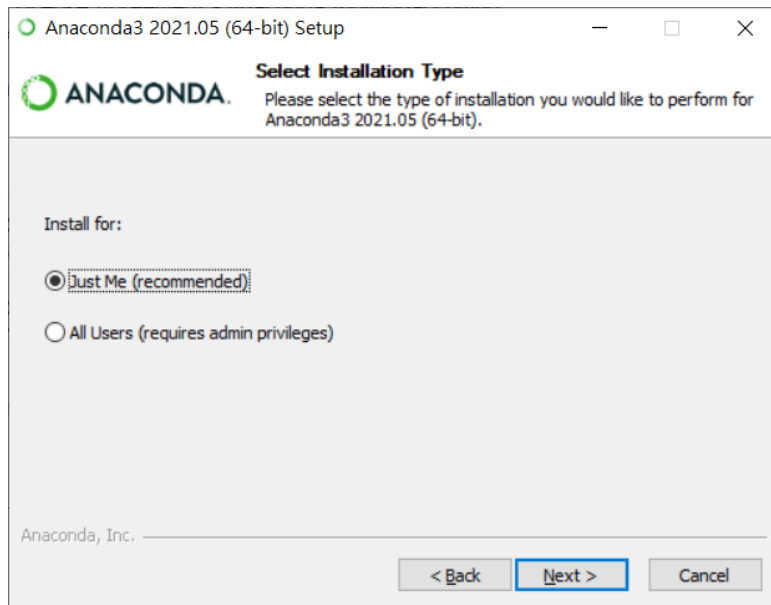 Anaconda3 2021.05 (64-bit) Setup
ANACONDA.
Select Installation Type
Please select the type of installation you would like to perform for
Anaconda3 2021.05 (64-bit).
Install for:
Just Me (recommended)
All Users (requires admin privileges)
Anaconda, Inc.
< Back
Next >
Cancel